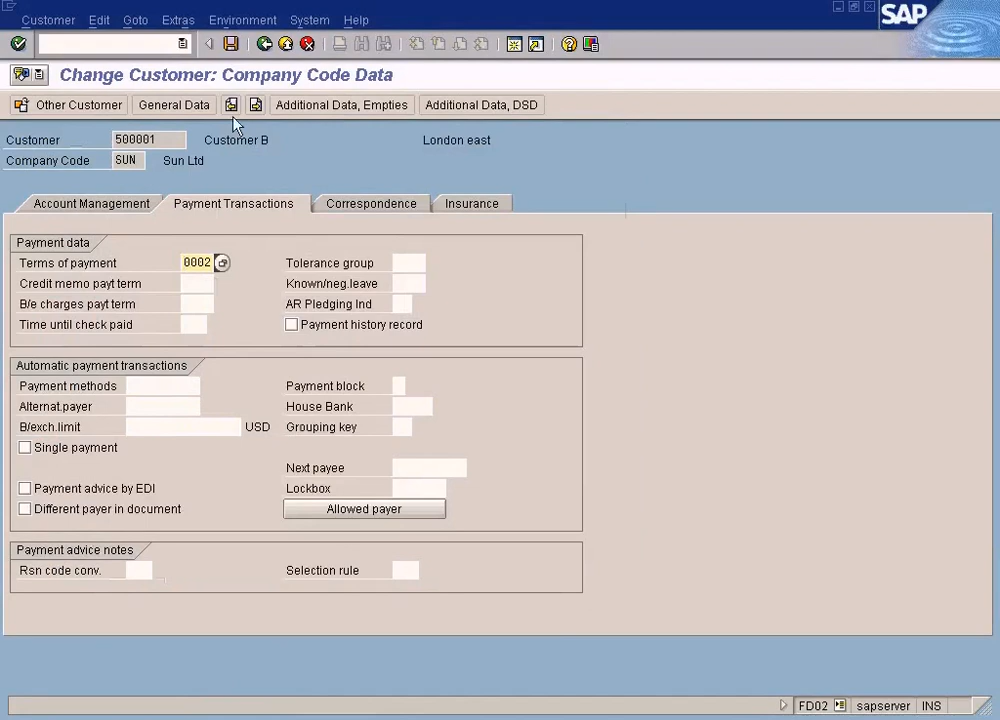 Customer Edit Goto Extras Environment System Help
SAP
Change Customer: Company Code Data
Other Customer General Data Additional Data, Empties Additional Data, DSD
Customer 500001 Customer B London east
Company Code SUN Sun Ltd
Account Management Payment Transactions Correspondence Insurance
Payment data
Terms of payment 0002 Tolerance group
Credit memo payt term Known/neg.leave
B/e charges payt term AR Pledging Ind
Time until check paid Payment history record
Automatic payment transactions
Payment methods Payment block
Alternat.payer House Bank
B/exch.limit USD Grouping key
Single payment
Next payee
Payment advice by EDI Lockbox
Different payer in document Allowed payer
Payment advice notes
Rsn code conv. Selection rule
FD02 sapserver INS